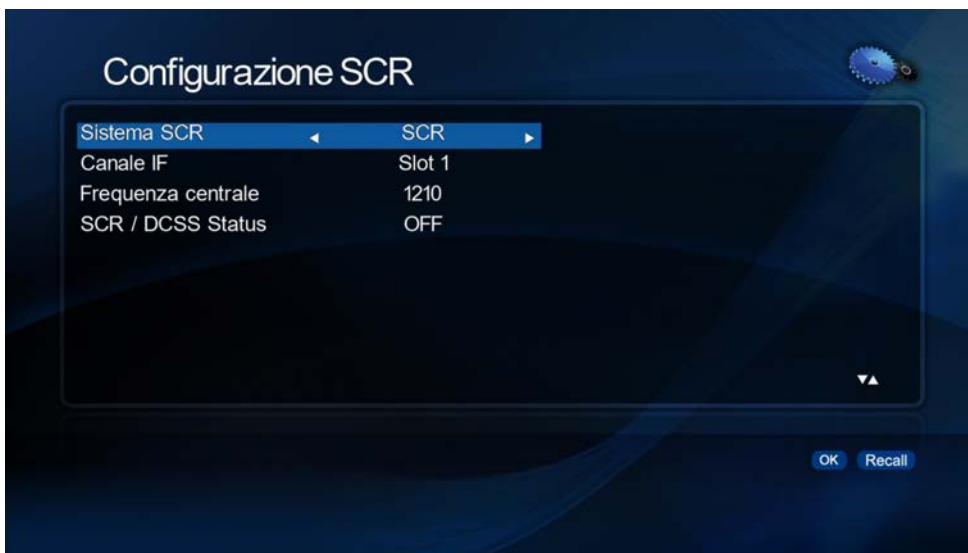 Configurazione SCR
Sistema SCR SCR
Canale IF Slot 1
Frequenza centrale 1210
SCR / DCSS Status OFF
OK Recall